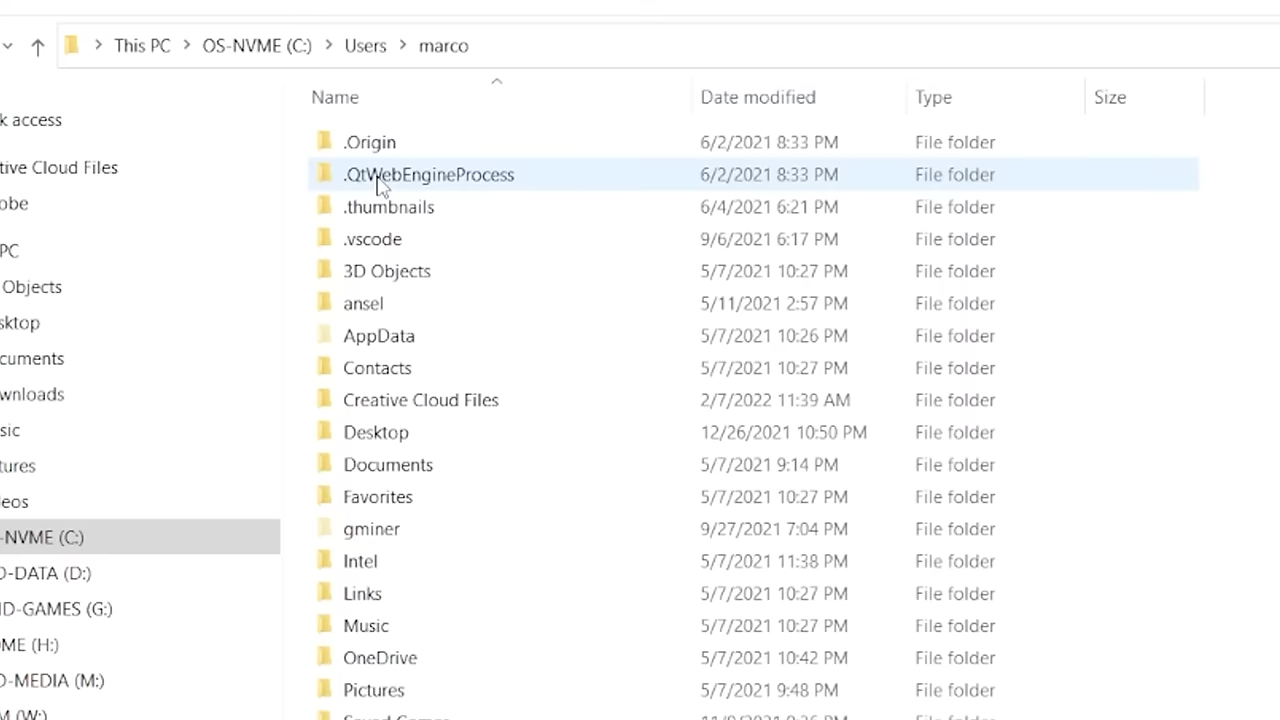 This PC > OS-NVME (C:) > Users > marco
Name Date modified Type Size
k access
tive Cloud Files
obe
PC
Objects
sktop
cuments
wnloads
sic
tures
eos
-NVME (C:)
D-DATA (D:)
ID-GAMES (G:)
ME (H:)
D-MEDIA (M:)
M (W:)
.Origin 6/2/2021 8:33 PM File folder
.QtWebEngineProcess 6/2/2021 8:33 PM File folder
.thumbnails 6/4/2021 6:21 PM File folder
.vscode 9/6/2021 6:17 PM File folder
3D Objects 5/7/2021 10:27 PM File folder
ansel 5/11/2021 2:57 PM File folder
AppData 5/7/2021 10:26 PM File folder
Contacts 5/7/2021 10:27 PM File folder
Creative Cloud Files 2/7/2022 11:39 AM File folder
Desktop 12/26/2021 10:50 PM File folder
Documents 5/7/2021 9:14 PM File folder
Favorites 5/7/2021 10:27 PM File folder
gminer 9/27/2021 7:04 PM File folder
Intel 5/7/2021 11:38 PM File folder
Links 5/7/2021 10:27 PM File folder
Music 5/7/2021 10:27 PM File folder
OneDrive 5/7/2021 10:42 PM File folder
Pictures 5/7/2021 9:48 PM File folder